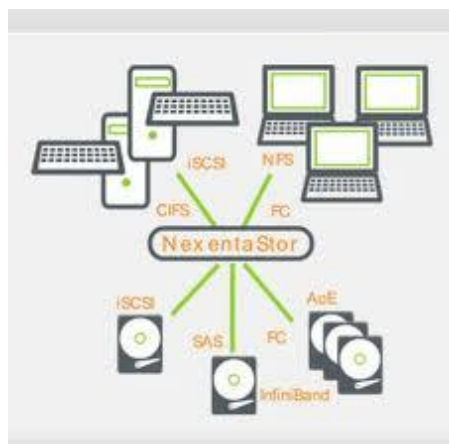 iSCSI
NFS
CIFS
FC
NexentaStor
iSCSI
AoE
SAS
FC
InfiniBand